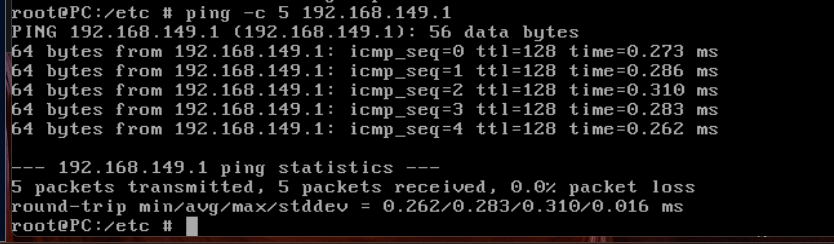 root@PC:/etc # ping -c 5 192.168.149.1
PING 192.168.149.1 (192.168.149.1): 56 data bytes
64 bytes from 192.168.149.1: icmp_seq=0 ttl=128 time=0.273 ms
64 bytes from 192.168.149.1: icmp_seq=1 ttl=128 time=0.286 ms
64 bytes from 192.168.149.1: icmp_seq=2 ttl=128 time=0.310 ms
64 bytes from 192.168.149.1: icmp_seq=3 ttl=128 time=0.283 ms
64 bytes from 192.168.149.1: icmp_seq=4 ttl=128 time=0.262 ms

--- 192.168.149.1 ping statistics ---
5 packets transmitted, 5 packets received, 0.0% packet loss
round-trip min/avg/max/stddev = 0.262/0.283/0.310/0.016 ms
root@PC:/etc #